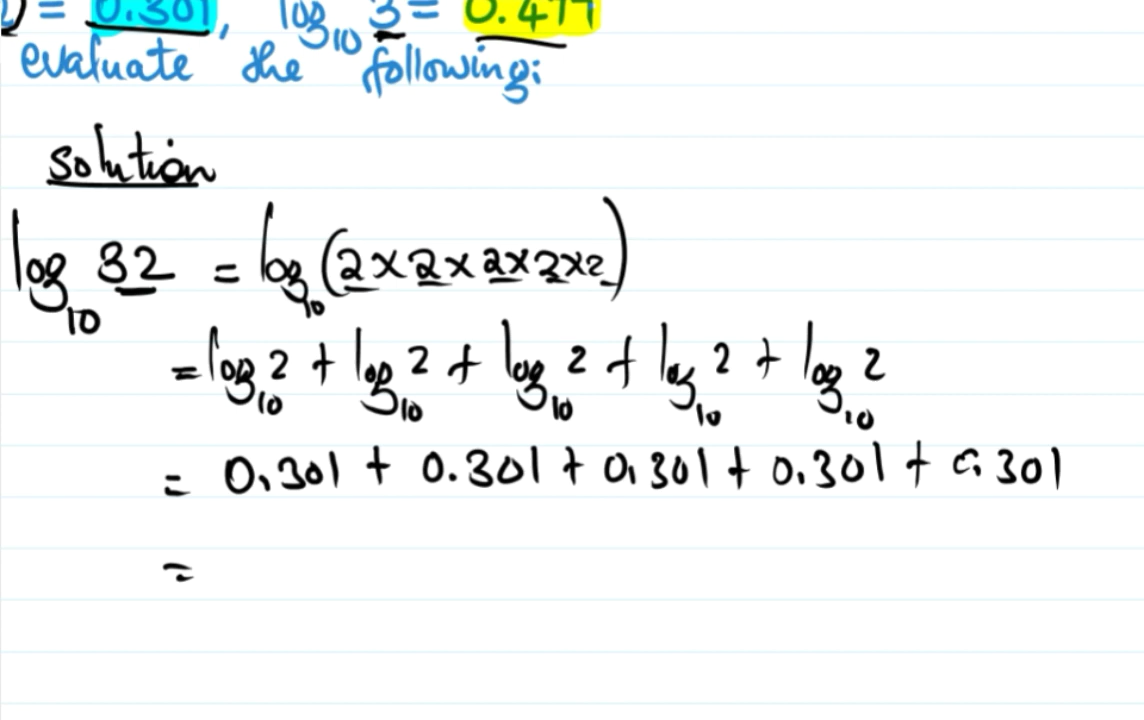 ) = 0.301, log₁₀ 3 = 0.477
evaluate the following:
solution
log₁₀ 32 = log₁₀ (2×2×2×2×2)
= log₁₀ 2 + log₁₀ 2 + log₁₀ 2 + log₁₀ 2 + log₁₀ 2
= 0.301 + 0.301 + 0.301 + 0.301 + 0.301
=